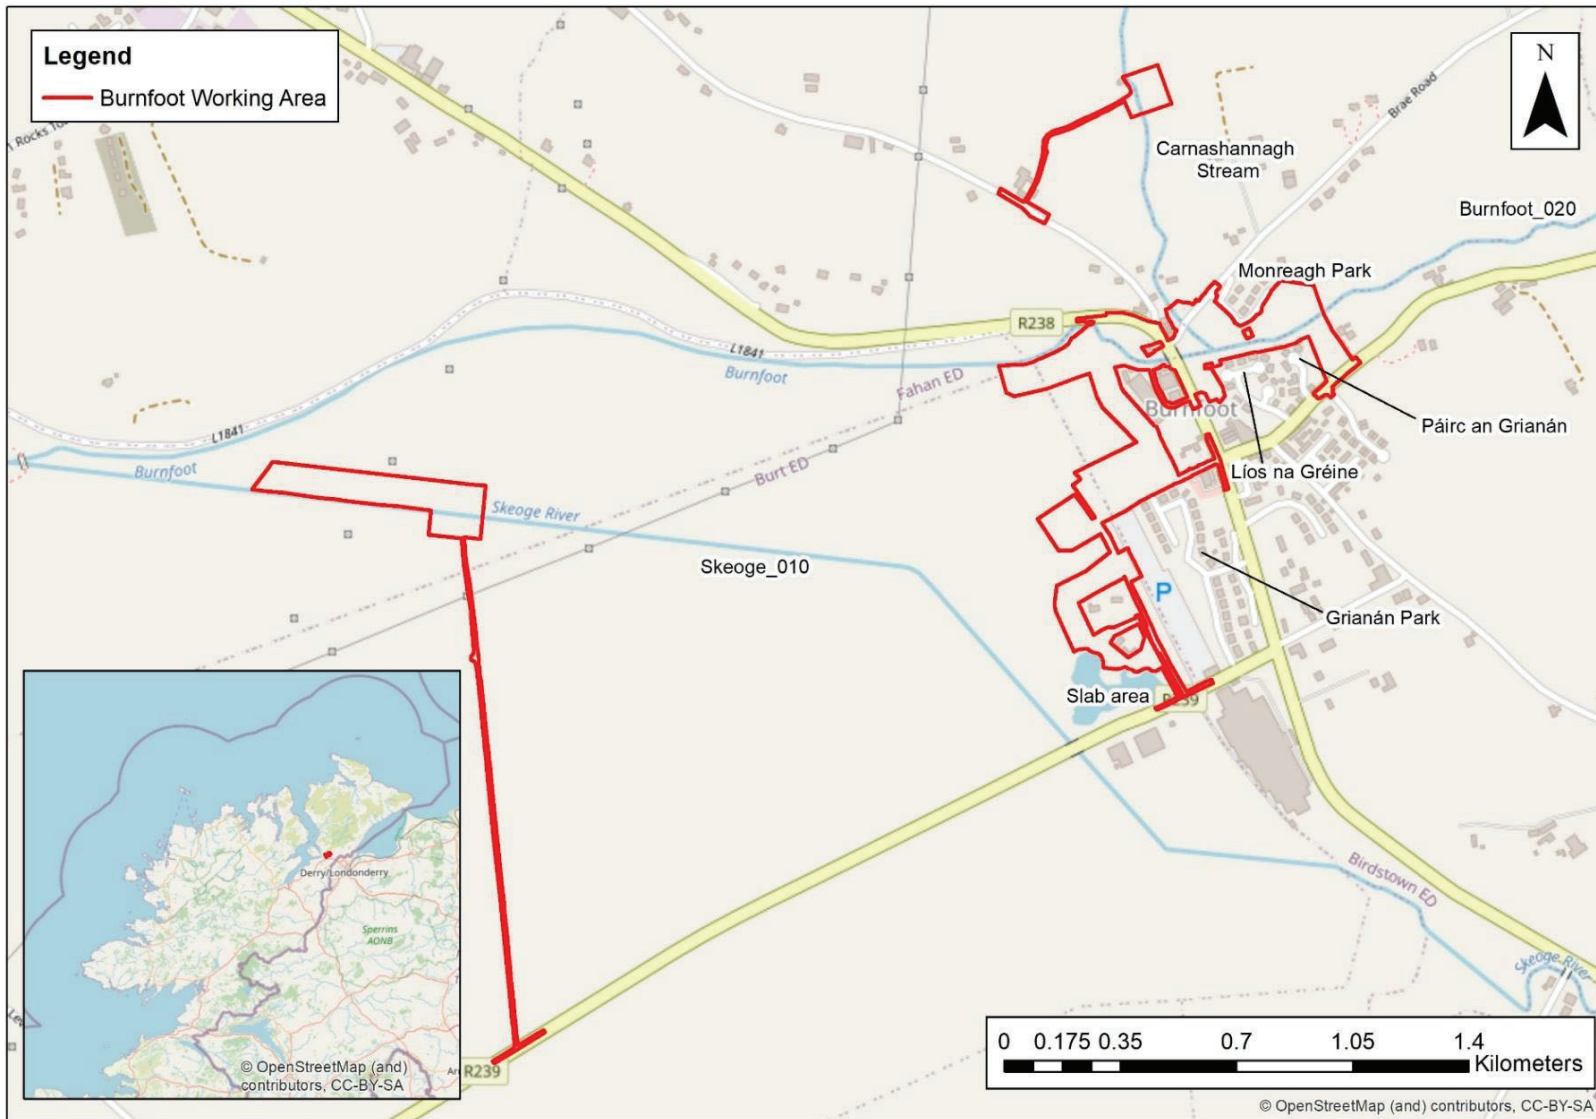 Legend
Burnfoot Working Area
N
Brae Road
Carnashannagh
Stream
Burnfoot_020
Monreagh Park
R238
L1841
Burnfoot
Fahan ED
Burnfoot
Páirc an Grianán
L1841
Burnfoot
Burt ED
Líos na Gréine
Skeoge River
Skeoge_010
P
Grianán Park
Slab area
R239
Birdstown ED
Skeoge River
Derry/Londonderry
Sperrins
AONB
© OpenStreetMap (and)
contributors, CC-BY-SA
R239
0 0.175 0.35 0.7 1.05 1.4
Kilometers
© OpenStreetMap (and) contributors, CC-BY-SA